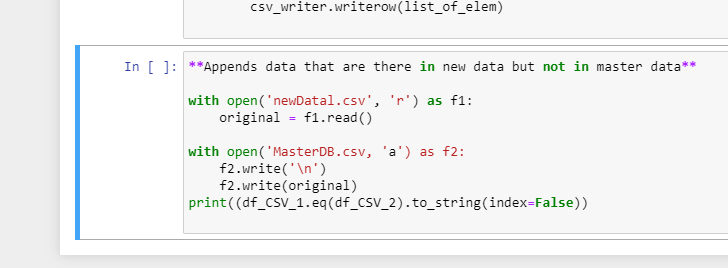 csv_writer.writerow(list_of_elem)
In [ ]: **Appends data that are there in new data but not in master data**
with open('newData1.csv', 'r') as f1:
original = f1.read()
with open('MasterDB.csv, 'a') as f2:
f2.write('\n')
f2.write(original)
print((df_CSV_1.eq(df_CSV_2).to_string(index=False))